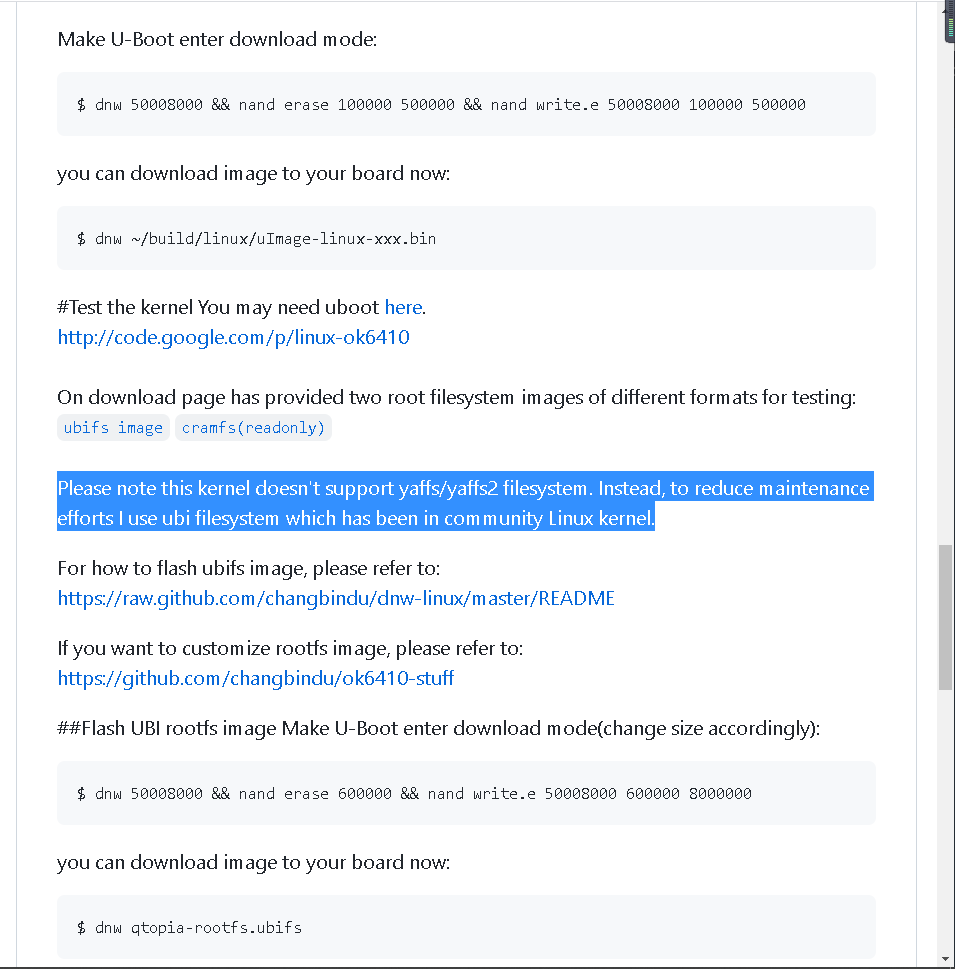 Make U-Boot enter download mode:
$ dnw 50008000 && nand erase 100000 500000 && nand write.e 50008000 100000 500000
you can download image to your board now:
$ dnw ~/build/linux/uImage-linux-xxx.bin
#Test the kernel You may need uboot here.
http://code.google.com/p/linux-ok6410
On download page has provided two root filesystem images of different formats for testing:
ubifs image cramfs(readonly)
Please note this kernel doesn't support yaffs/yaffs2 filesystem. Instead, to reduce maintenance
efforts I use ubi filesystem which has been in community Linux kernel.
For how to flash ubifs image, please refer to:
https://raw.github.com/changbindu/dnw-linux/master/README
If you want to customize rootfs image, please refer to:
https://github.com/changbindu/ok6410-stuff
##Flash UBI rootfs image Make U-Boot enter download mode(change size accordingly):
$ dnw 50008000 && nand erase 600000 && nand write.e 50008000 600000 8000000
you can download image to your board now:
$ dnw qtopia-rootfs.ubifs